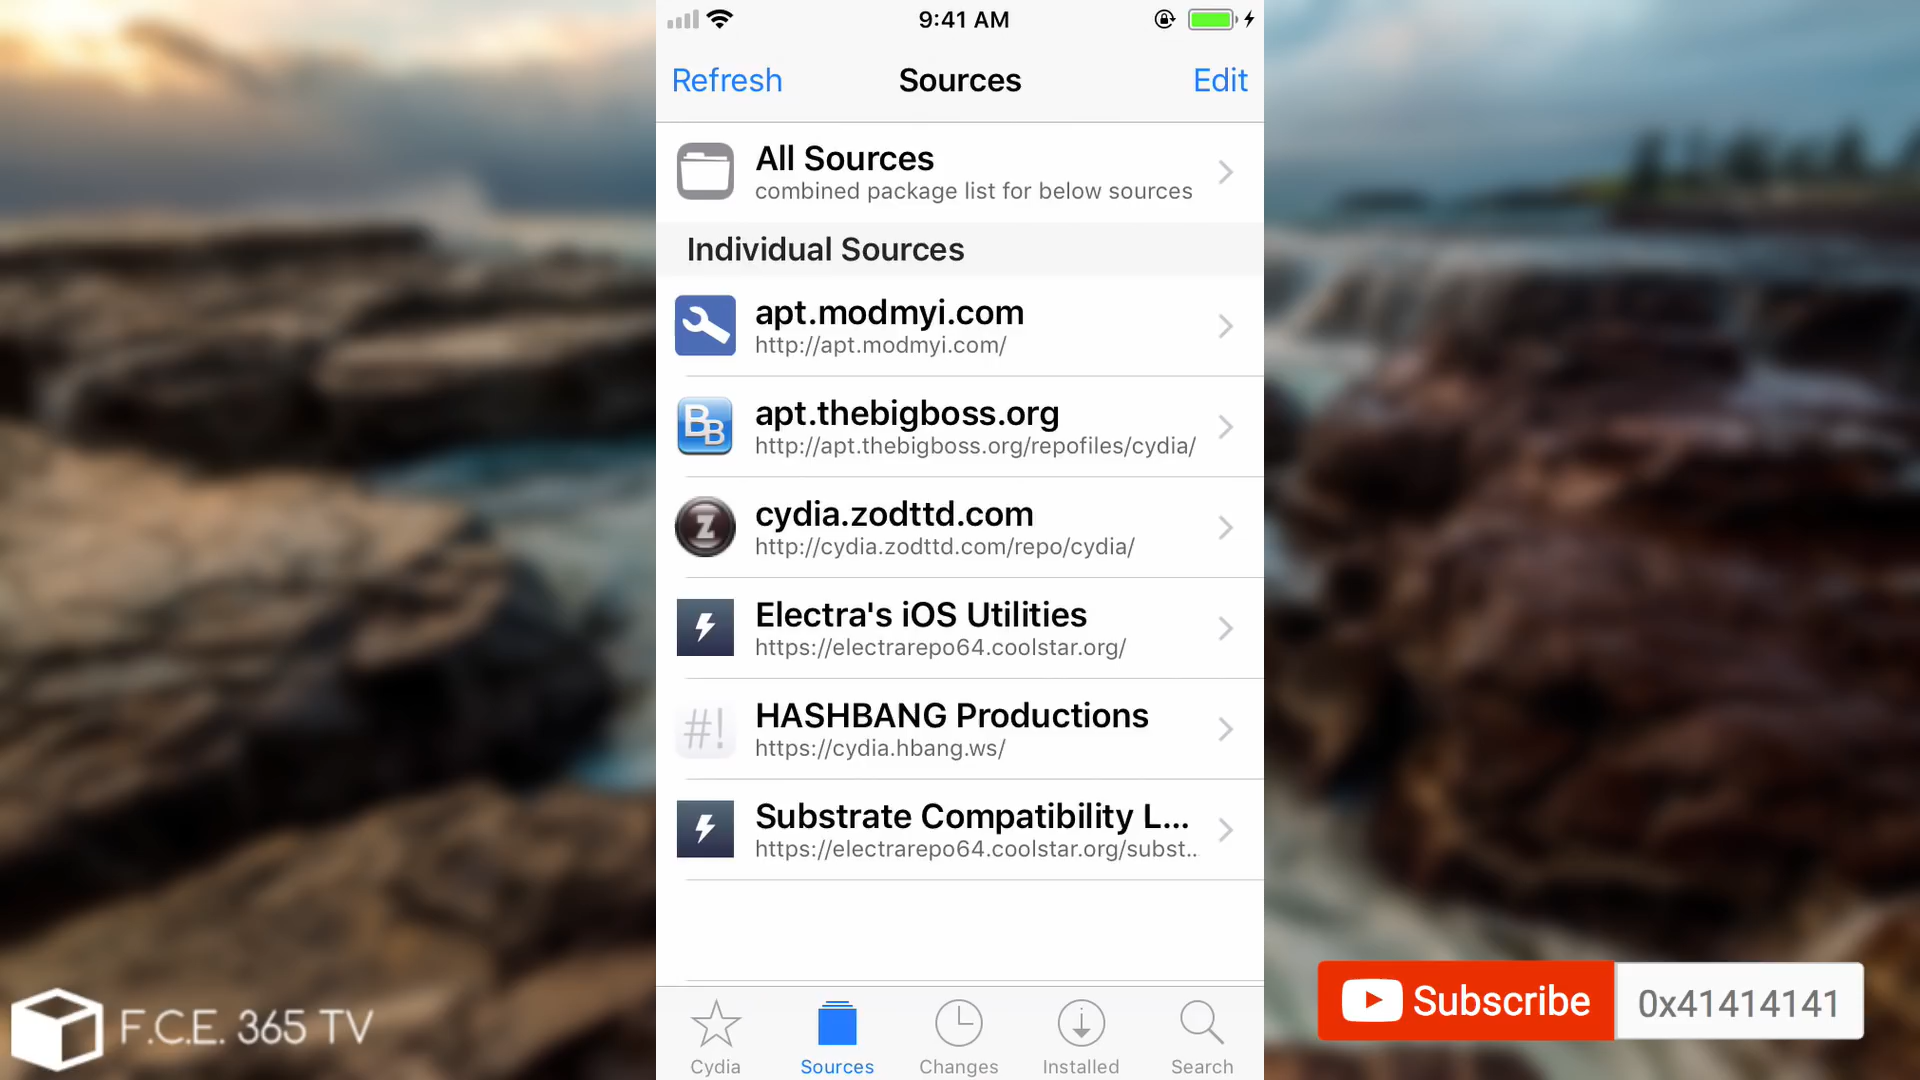 9:41 AM
Refresh
Sources
Edit
All Sources
combined package list for below sources
Individual Sources
apt.modmyi.com
http://apt.modmyi.com/
BB
apt.thebigboss.org
http://apt.thebigboss.org/repofiles/cydia/
Z
cydia.zodttd.com
http://cydia.zodttd.com/repo/cydia/
Electra's iOS Utilities
https://electrarepo64.coolstar.org/
#!
HASHBANG Productions
https://cydia.hbang.ws/
Substrate Compatibility L...
https://electrarepo64.coolstar.org/subst..
Cydia
Sources
Changes
Installed
Search
F.C.E. 365 TV
Subscribe
0x41414141